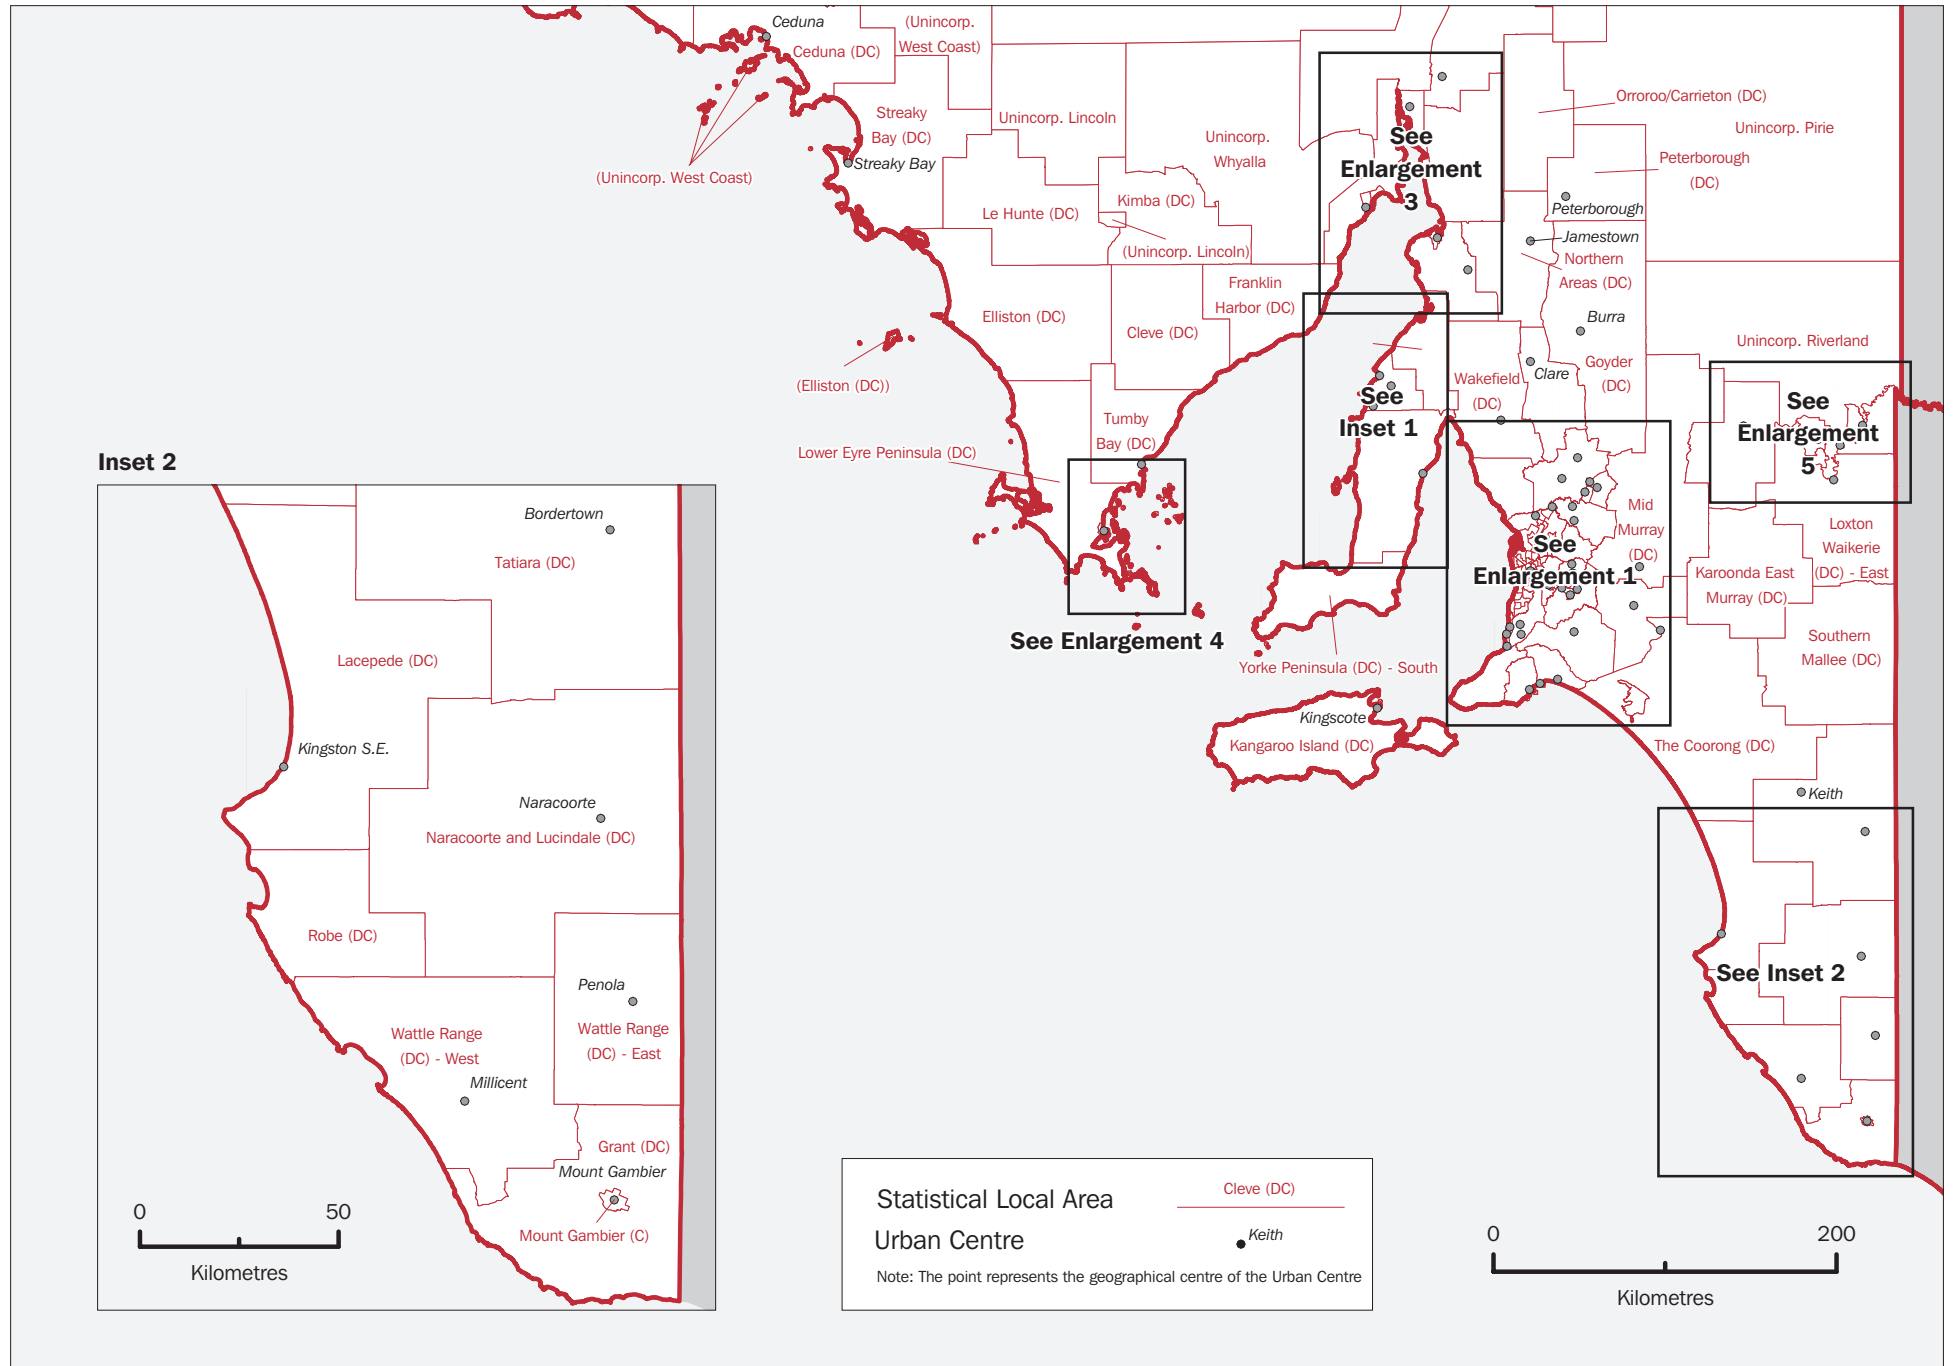 Ceduna
Ceduna (DC)
(Unincorp.
West Coast)
Streaky
Bay (DC)
Streaky Bay
(Unincorp. West Coast)
Unincorp. Lincoln
Unincorp.
Whyalla
Le Hunte (DC)
Kimba (DC)
(Unincorp. Lincoln)
See
Enlargement
3
Orroroo/Carrieton (DC)
Unincorp. Pirie
Peterborough
(DC)
Peterborough
Jamestown
Northern
Areas (DC)
Elliston (DC)
Cleve (DC)
Franklin
Harbor (DC)
Burra
Goyder
(DC)
Clare
Wakefield
(DC)
Unincorp. Riverland
(Elliston (DC))
Lower Eyre Peninsula (DC)
Tumby
Bay (DC)
See
Inset 1
See
Enlargement
5
Mid
Murray
(DC)
See
Enlargement 1
Loxton
Waikerie
(DC) - East
Karoonda East
Murray (DC)
Southern
Mallee (DC)
See Enlargement 4
Yorke Peninsula (DC) - South
Kingscote
Kangaroo Island (DC)
The Coorong (DC)
Keith
See Inset 2
Inset 2
Bordertown
Tatiara (DC)
Lacepede (DC)
Kingston S.E.
Naracoorte
Naracoorte and Lucindale (DC)
Robe (DC)
Penola
Wattle Range
(DC) - East
Wattle Range
(DC) - West
Millicent
Grant (DC)
Mount Gambier
Mount Gambier (C)
0 50
Kilometres
Statistical Local Area
Cleve (DC)
Urban Centre
Keith
Note: The point represents the geographical centre of the Urban Centre
0 200
Kilometres